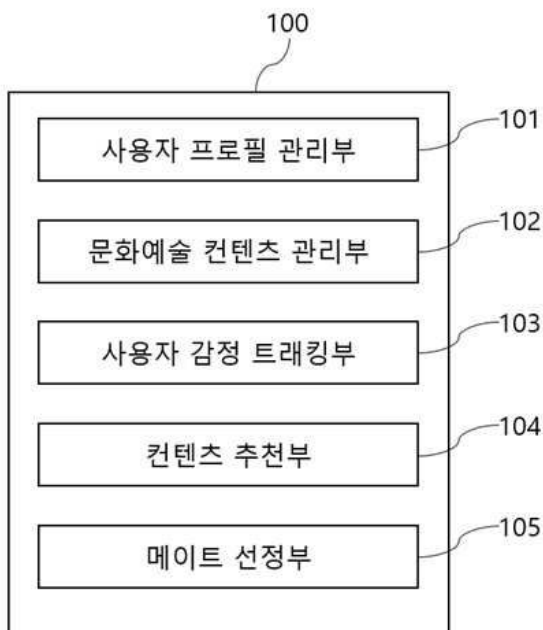 100
사용자 프로필 관리부
101
문화예술 컨텐츠 관리부
102
사용자 감정 트래킹부
103
컨텐츠 추천부
104
메이트 선정부
105